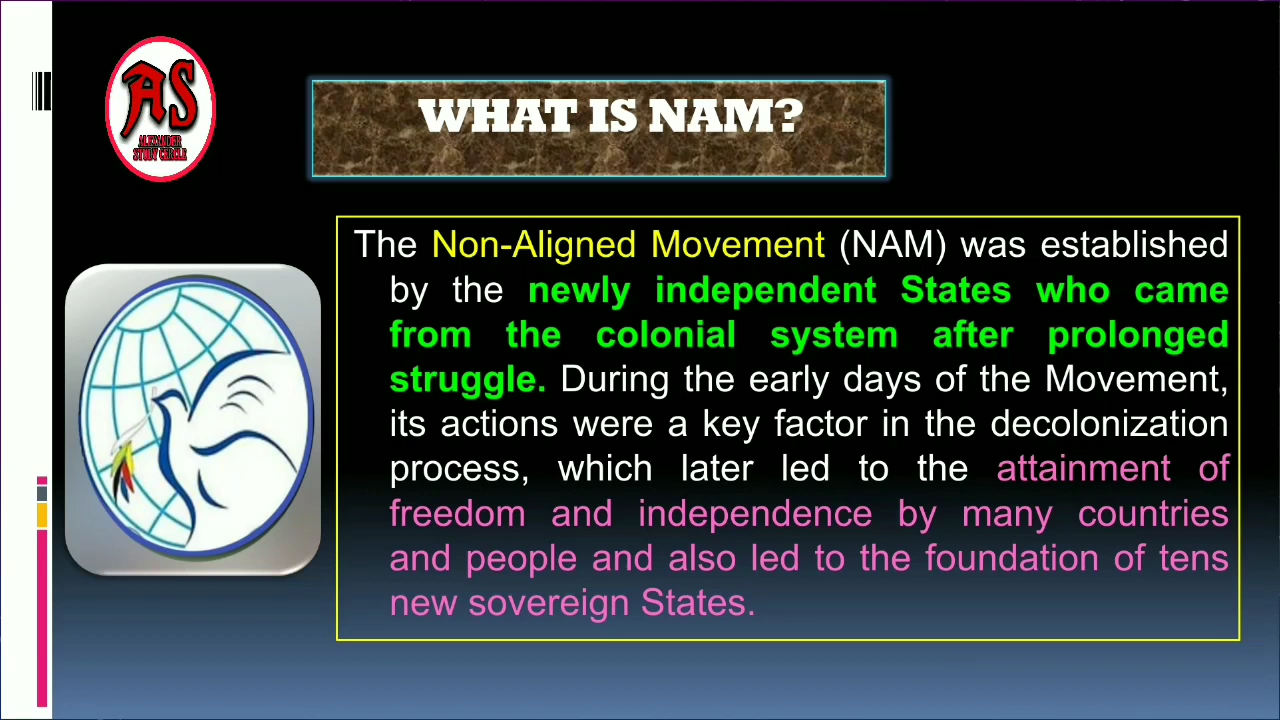 AS
ALEXANDER
STUDY CERCLE
WHAT IS NAM?
The Non-Aligned Movement (NAM) was established
by the newly independent States who came
from the colonial system after prolonged
struggle. During the early days of the Movement,
its actions were a key factor in the decolonization
process, which later led to the attainment of
freedom and independence by many countries
and people and also led to the foundation of tens
new sovereign States.